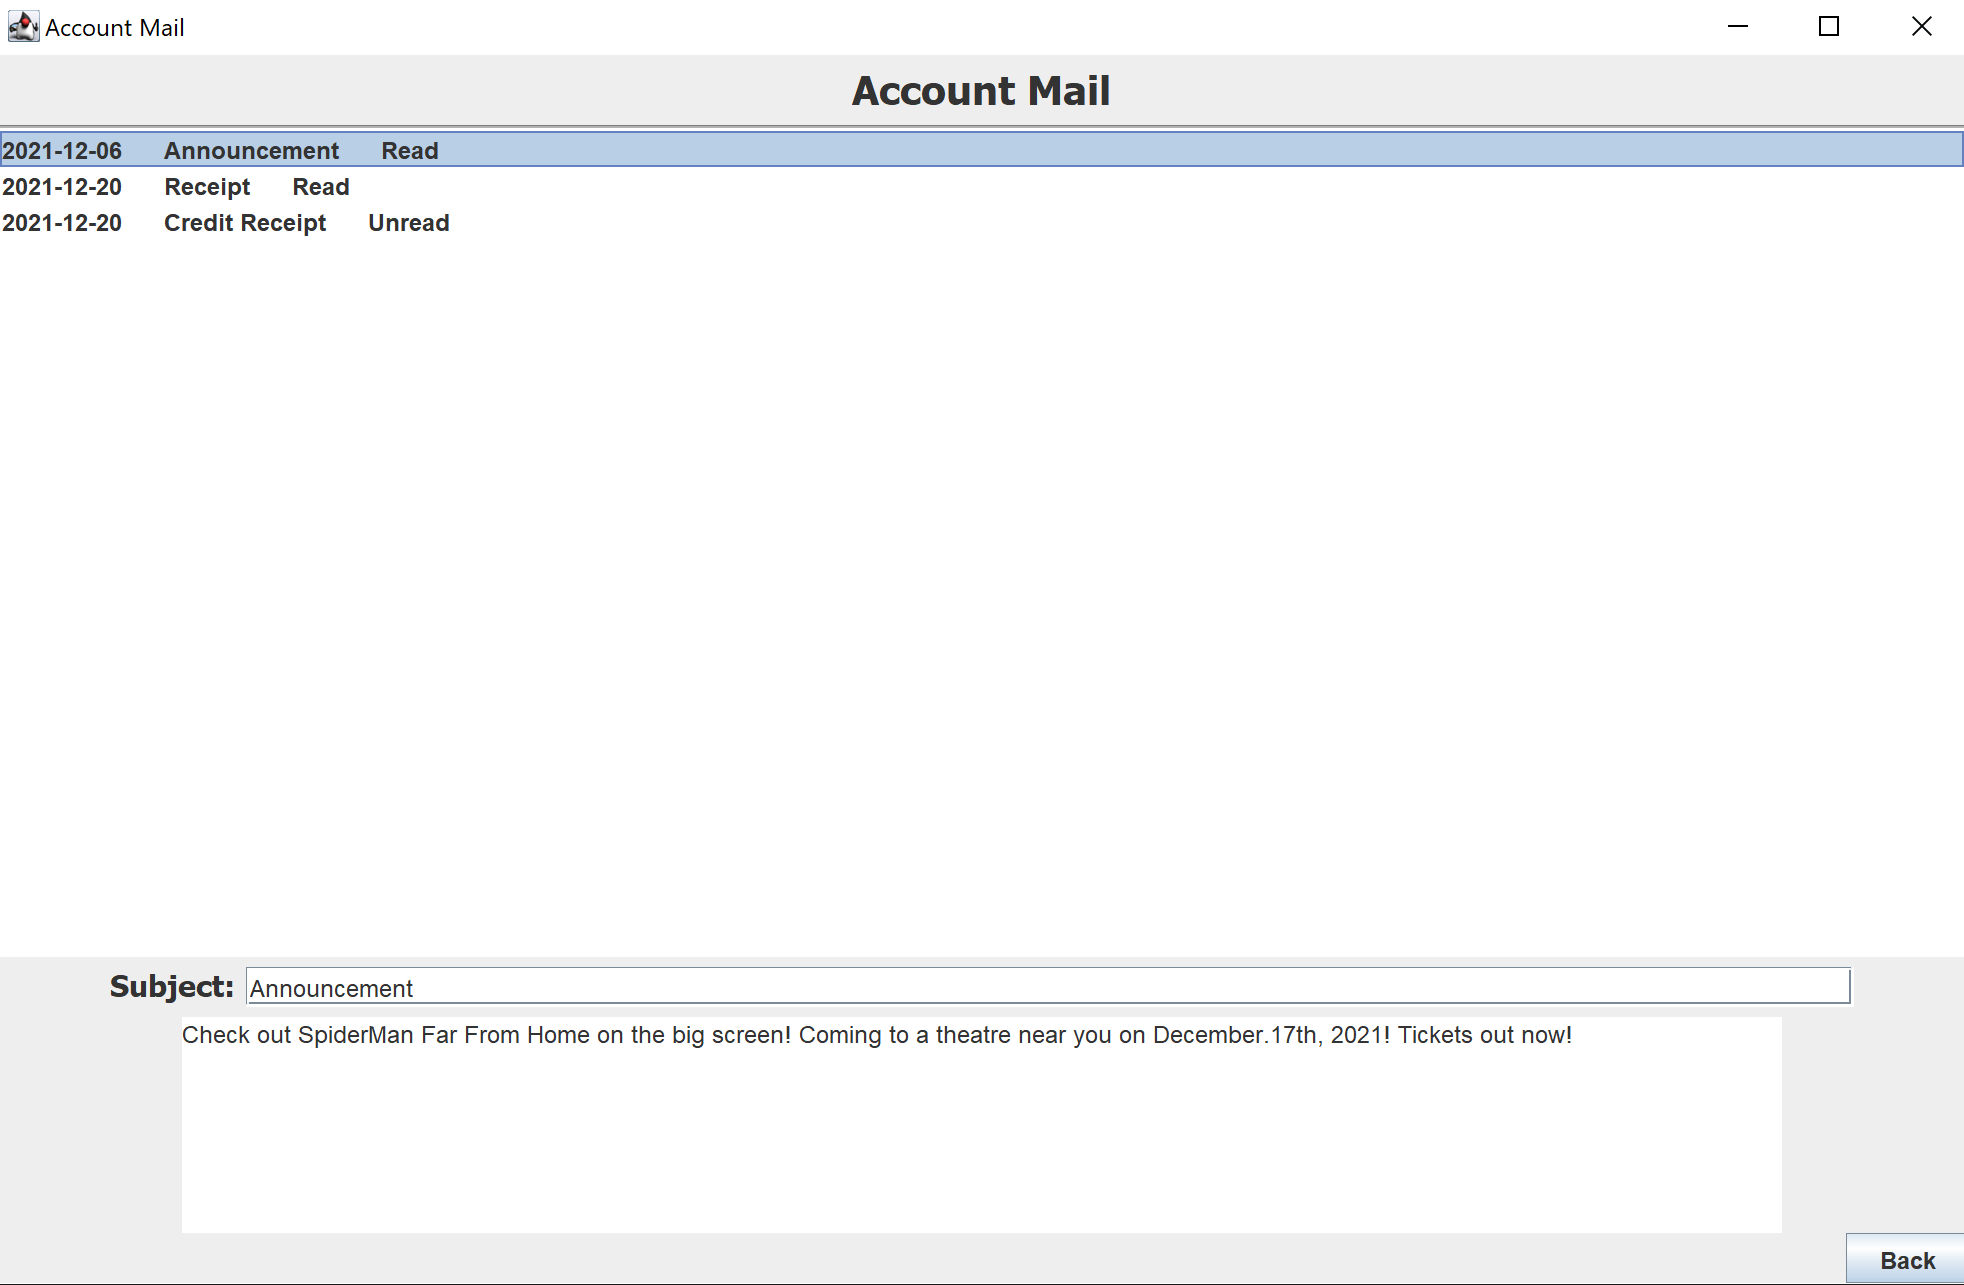 Account Mail
Account Mail
2021-12-06 Announcement Read
2021-12-20 Receipt Read
2021-12-20 Credit Receipt Unread
Subject: Announcement
Check out SpiderMan Far From Home on the big screen! Coming to a theatre near you on December.17th, 2021! Tickets out now!
Back